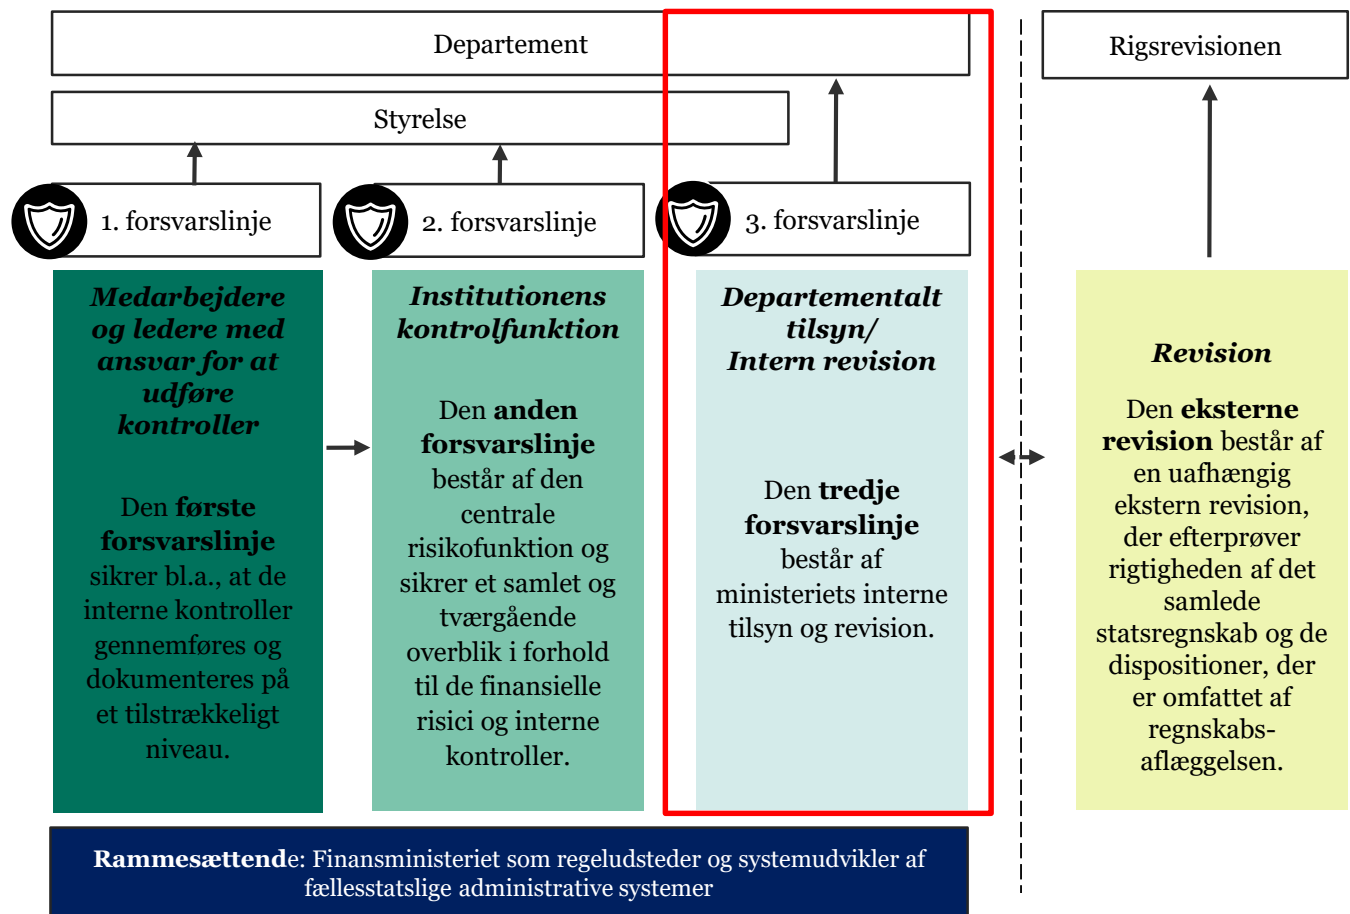 Departement
Rigsrevisionen
Styrelse
1. forsvarslinje
2. forsvarslinje
3. forsvarslinje
Medarbejdere
og ledere med
ansvar for at
udføre
kontroller
Den første
forsvarslinje
sikrer bl.a., at de
interne kontroller
gennemføres og
dokumenteres på
et tilstrækkeligt
niveau.
Institutionens
kontrolfunktion
Den anden
forsvarslinje
består af den
centrale
risikofunktion og
sikrer et samlet og
tværgående
overblik i forhold
til de finansielle
risici og interne
kontroller.
Departementalt
tilsyn/
Intern revision
Den tredje
forsvarslinje
består af
ministeriets interne
tilsyn og revision.
Revision
Den eksterne
revision består af
en uafhængig
ekstern revision,
der efterprøver
rigtigheden af det
samlede
statsregnskab og de
dispositioner, der
er omfattet af
regnskabs-
aflæggelsen.
Rammesættende: Finansministeriet som regeludsteder og systemudvikler af
fællesstatslige administrative systemer